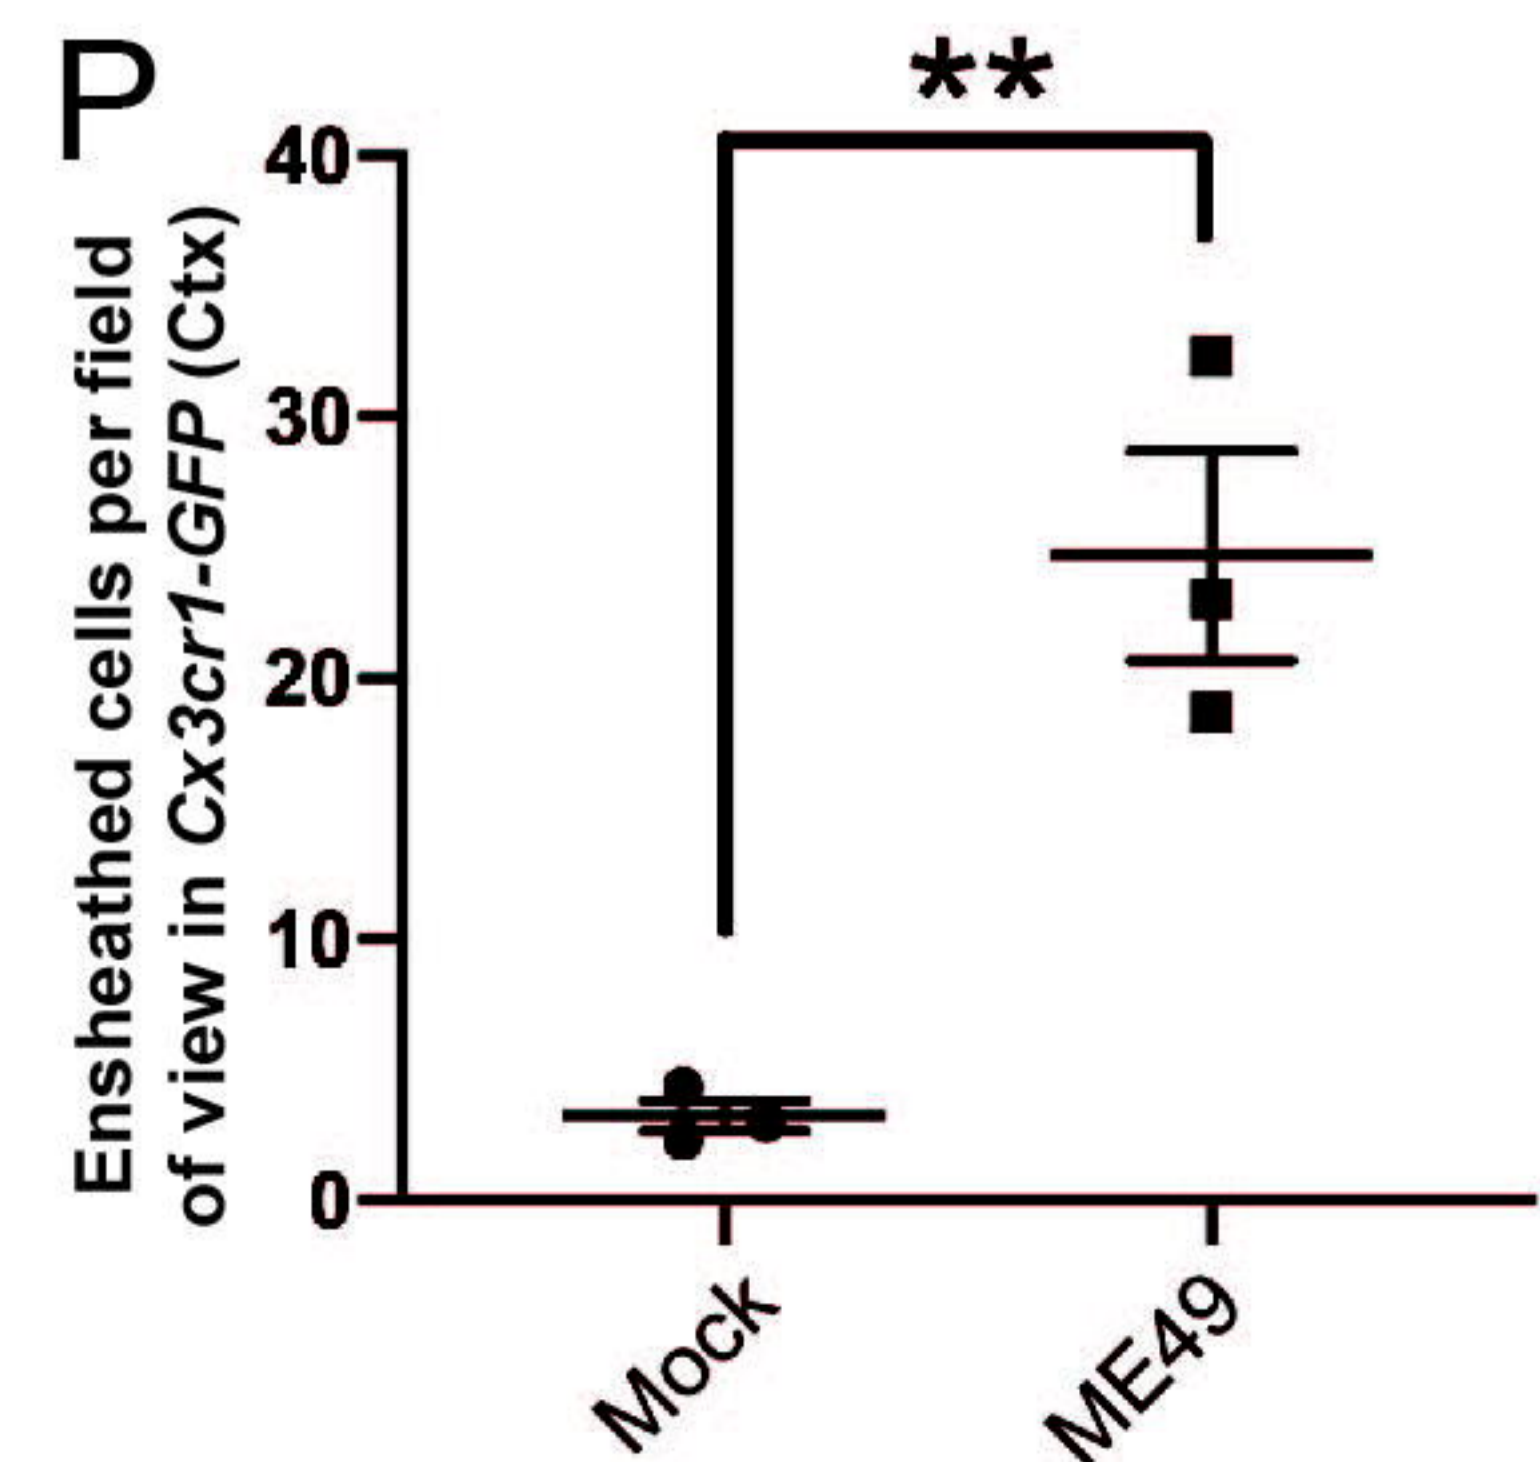 P
**
Ensheathed cells per field
of view in Cx3cr1-GFP (Ctx)
40
30
20
10
0
Mock
ME49